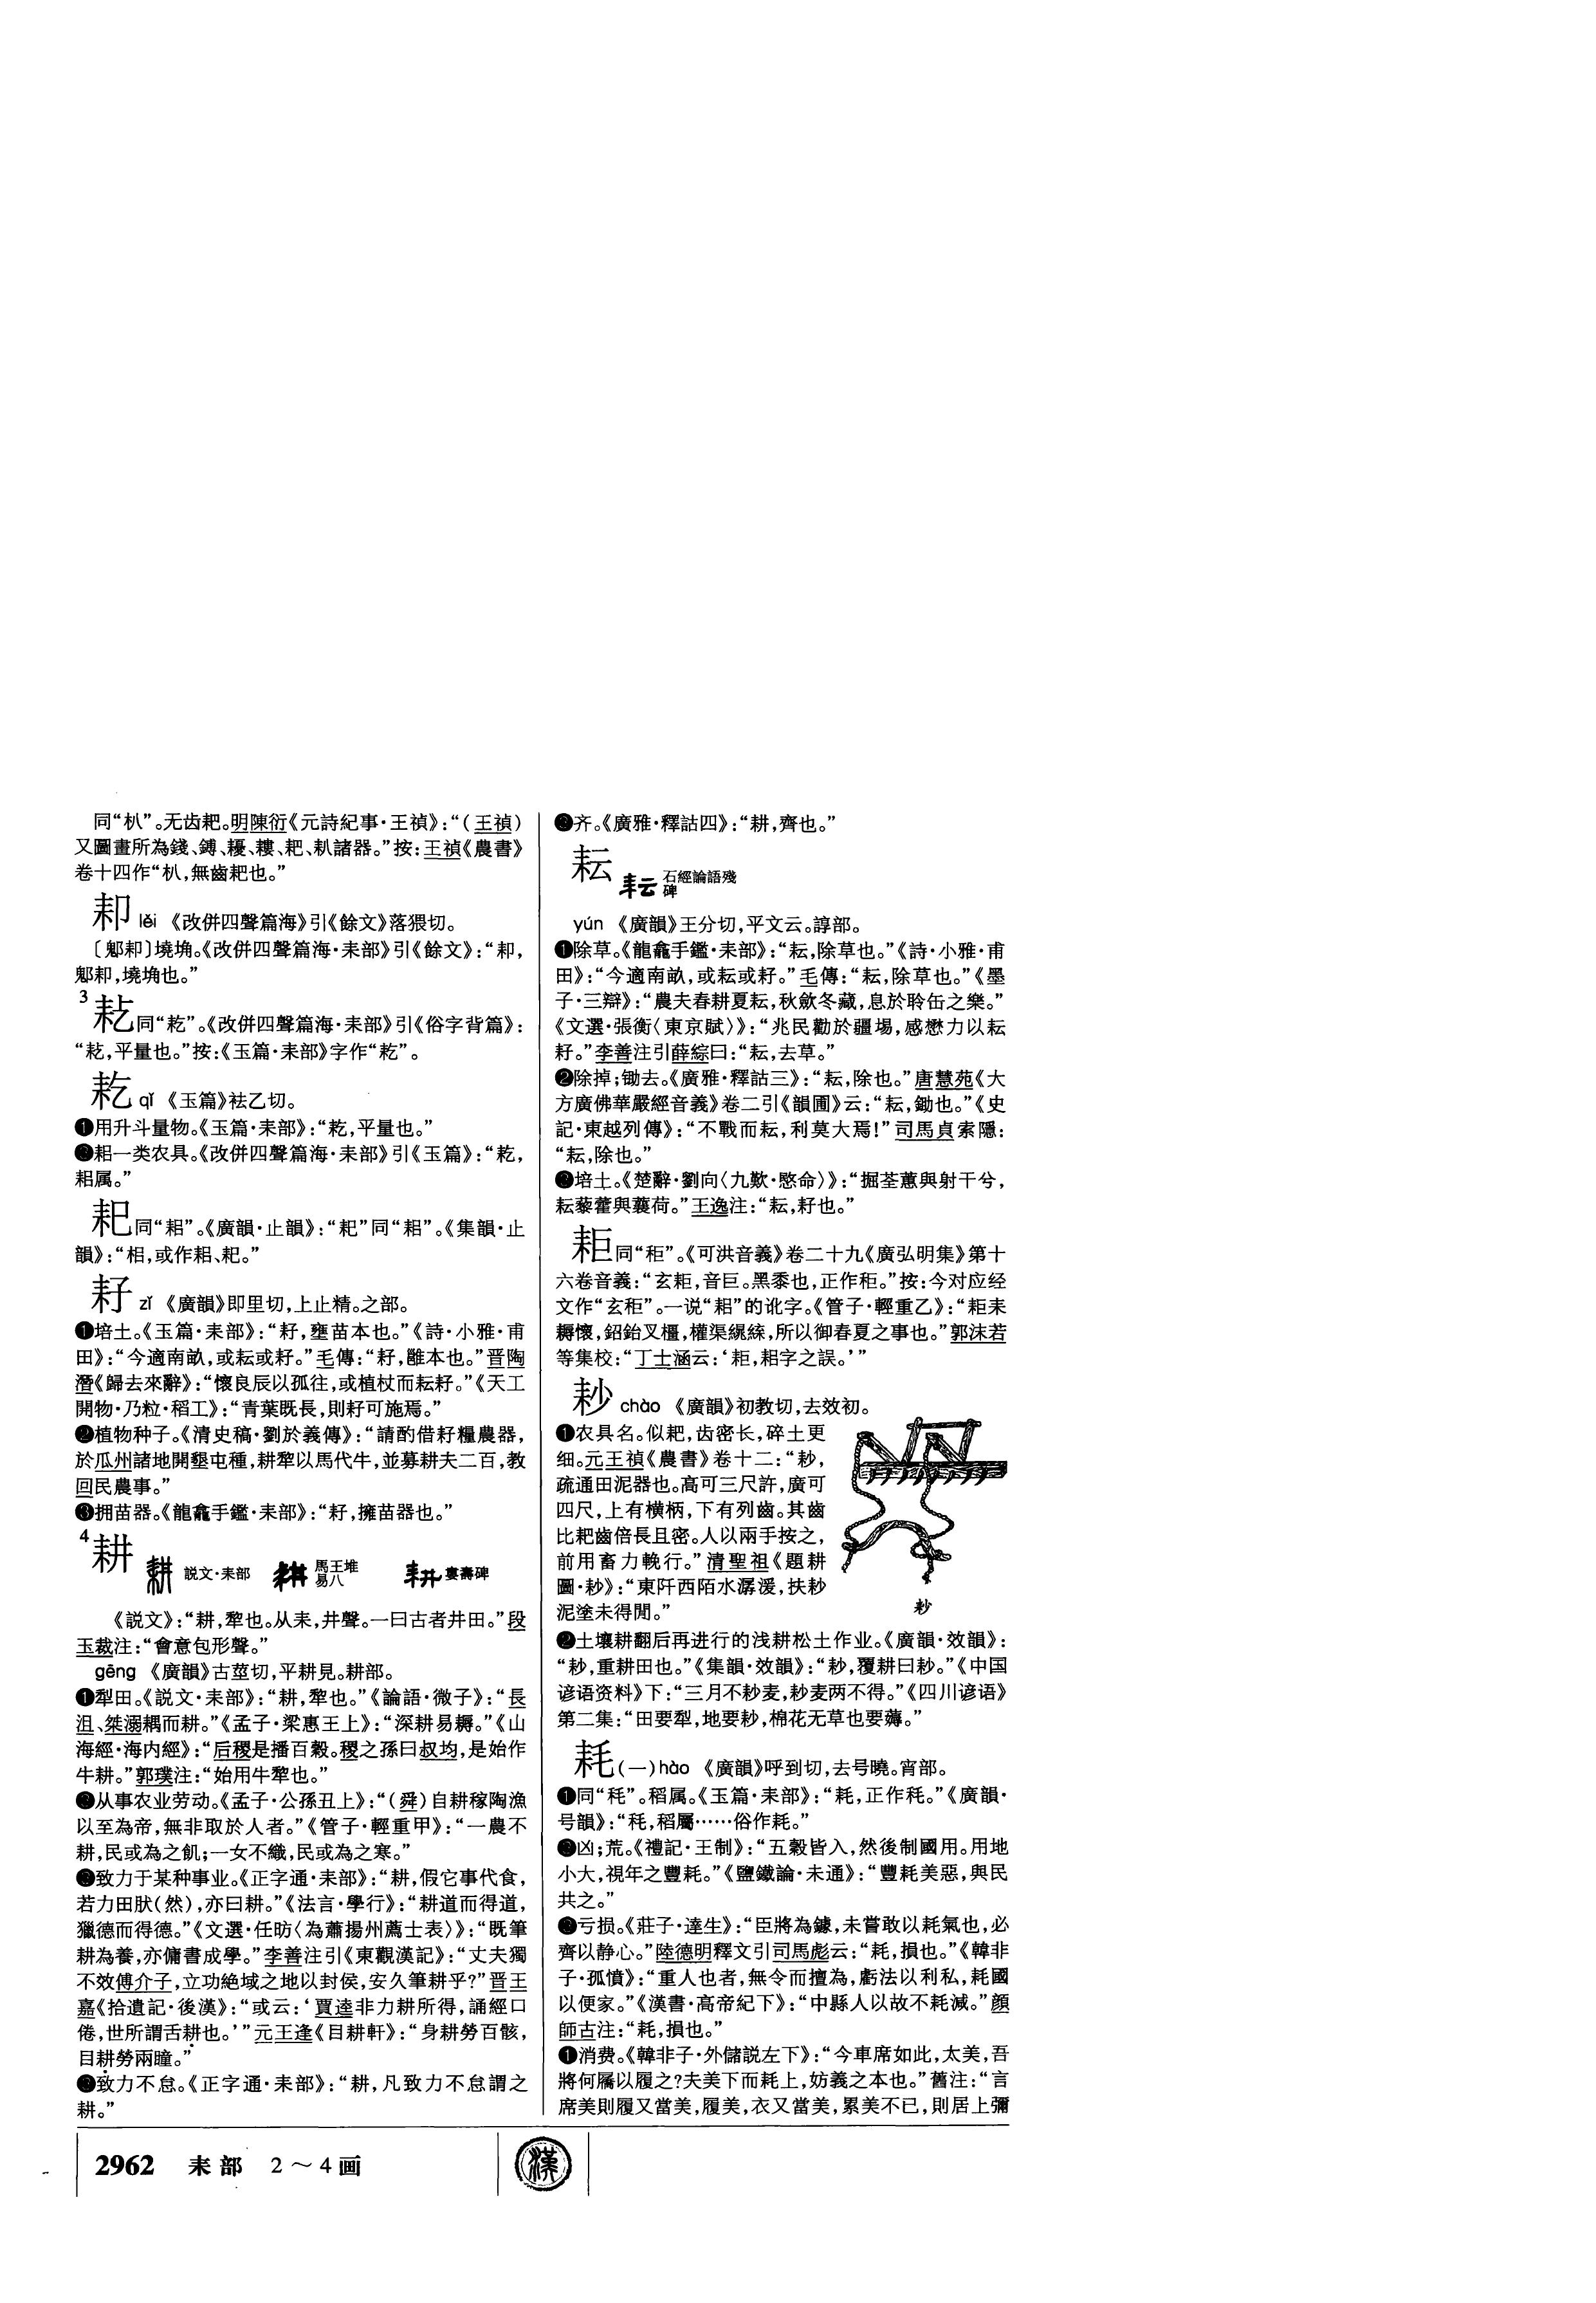 同“朳”。无齿耙。明陳衍《元詩紀事·王禎》：“（王禎）
又圖畫所為錢、鎛、耰、耬、耙、䎱諸器。”按：王禎《農書》
卷十四作“朳，無齒耙也。”
lěi 《改併四聲篇海》引《餘文》落猥切。
墝埆。《改併四聲篇海·耒部》引《餘文》：
墝埆也。”
3
同“䎢”。《改併四聲篇海·耒部》引《俗字背篇》：
平量也。”按：《玉篇·耒部》字作“䎢”。
䎢 qǐ 《玉篇》袪乙切。
❶用升斗量物。《玉篇·耒部》：“䎢，平量也。”
❷耜一类农具。《改併四聲篇海·耒部》引《玉篇》：“䎢，
耜属。”
䎣同“耜”。《廣韻·止韻》：“䎣”同“耜”。《集韻·止
韻》：“梠，或作耜、䎣。”
耔 zǐ 《廣韻》即里切，上止精。之部。
❶培土。《玉篇·耒部》：“耔，壅苗本也。”《詩·小雅·甫
田》：“今適南畝，或耘或耔。”毛傳：“耔，雝本也。”晋陶
潛《歸去來辭》：“懷良辰以孤往，或植杖而耘耔。”《天工
開物·乃粒·稻工》：“青葉既長，則耔可施焉。”
❷植物种子。《清史稿·劉於義傳》：“請酌借耔糧農器，
於瓜州諸地開墾屯種，耕犂以馬代牛，並募耕夫二百，教
回民農事。”
❸拥苗器。《龍龕手鑑·耒部》：“耔，擁苗器也。”
4
耕 耕 説文·耒部 耕 馬王堆易八 耕 婁壽碑
《説文》：“耕，犂也。从耒，井聲。一曰古者井田。”段
玉裁注：“會意包形聲。”
gēng 《廣韻》古莖切，平耕見。耕部。
❶犁田。《説文·耒部》：“耕，犂也。”《論語·微子》：“長
沮、桀溺耦而耕。”《孟子·梁惠王上》：“深耕易耨。”《山
海經·海内經》：“后稷是播百穀。稷之孫曰叔均，是始作
牛耕。”郭璞注：“始用牛犂也。”
❷从事农业劳动。《孟子·公孫丑上》：“（舜）自耕稼陶漁
以至為帝，無非取於人者。”《管子·輕重甲》：“一農不
耕，民或為之飢；一女不織，民或為之寒。”
❸致力于某种事业。《正字通·耒部》：“耕，假它事代食，
若力田肰（然），亦曰耕。”《法言·學行》：“耕道而得道，
獵德而得德。”《文選·任昉〈為蕭揚州薦士表〉》：“既筆
耕為養，亦傭書成學。”李善注引《東觀漢記》：“丈夫獨
不效傅介子，立功絶域之地以封侯，安久筆耕乎？”晋王
嘉《拾遺記·後漢》：“或云：‘賈逵非力耕所得，誦經口
倦，世所謂舌耕也。’”元王逢《目耕軒》：“身耕勞百骸，
目耕勞兩瞳。”
致力不怠。《正字通·耒部》：“耕，凡致力不怠謂之
耕。”
齐。《廣雅·釋詁四》：“耕，齊也。”
耘 耘 石經論語殘碑
yún 《廣韻》王分切，平文云。諄部。
❶除草。《龍龕手鑑·耒部》：“耘，除草也。”《詩·小雅·甫
田》：“今適南畝，或耘或耔。”毛傳：“耘，除草也。”《墨
子·三辯》：“農夫春耕夏耘，秋斂冬藏，息於聆缶之樂。”
《文選·張衡〈東京賦〉》：“兆民勸於疆埸，感懋力以耘
耔。”李善注引薛綜曰：“耘，去草。”
❷除掉；锄去。《廣雅·釋詁三》：“耘，除也。”唐慧苑《大
方廣佛華嚴經音義》卷二引《韻圃》云：“耘，鋤也。”《史
記·東越列傳》：“不戰而耘，利莫大焉！”司馬貞索隱：
“耘，除也。”
❸培土。《楚辭·劉向〈九歎·愍命〉》：“掘荃蕙與射干兮，
耘藜藿與蘘荷。”王逸注：“耘，耔也。”
耟同“秬”。《可洪音義》卷二十九《廣弘明集》第十
六卷音義：“玄耟，音巨。黑黍也，正作秬。”按：今对应经
文作“玄秬”。一说“耜”的讹字。《管子·輕重乙》：“耟耒
耨懷，鉊鈶叉橿，權渠繉絯，所以御春夏之事也。”郭沫若
等集校：“丁士涵云：‘耟，耜字之誤。’”
耖 chào 《廣韻》初教切，去效初。
❶农具名。似耙，齿密长，碎土更
细。元王禎《農書》卷十二：“耖，
疏通田泥器也。高可三尺許，廣可
四尺，上有横柄，下有列齒。其齒
比耙齒倍長且密。人以兩手按之，
前用畜力輓行。”清聖祖《題耕
圖·耖》：“東阡西陌水潺湲，扶耖
泥塗未得閒。”
耖
❷土壤耕翻后再进行的浅耕松土作业。《廣韻·效韻》：
“耖，重耕田也。”《集韻·效韻》：“耖，覆耕曰耖。”《中国
谚语资料》下：“三月不耖麦，耖麦两不得。”《四川谚语》
第二集：“田要犁，地要耖，棉花无草也要薅。”
耗（一）hào 《廣韻》呼到切，去号曉。宵部。
❶同“秏”。稻属。《玉篇·耒部》：“耗，正作秏。”《廣韻·
号韻》：“秏，稻屬……俗作耗。”
❷凶；荒。《禮記·王制》：“五穀皆入，然後制國用。用地
小大，視年之豐耗。”《鹽鐵論·未通》：“豐耗美惡，與民
共之。”
❸亏损。《莊子·達生》：“臣將為鐻，未嘗敢以耗氣也，必
齊以静心。”陸德明釋文引司馬彪云：“耗，損也。”《韓非
子·孤憤》：“重人也者，無令而擅為，虧法以利私，耗國
以便家。”《漢書·高帝紀下》：“中縣人以故不耗減。”顔
師古注：“耗，損也。”
消费。《韓非子·外儲説左下》：“今車席如此，太美，吾
將何屩以履之？夫美下而耗上，妨義之本也。”舊注：“言
席美則履又當美，履美，衣又當美，累美不已，則居上彌
2962 耒部 2～4画
漢